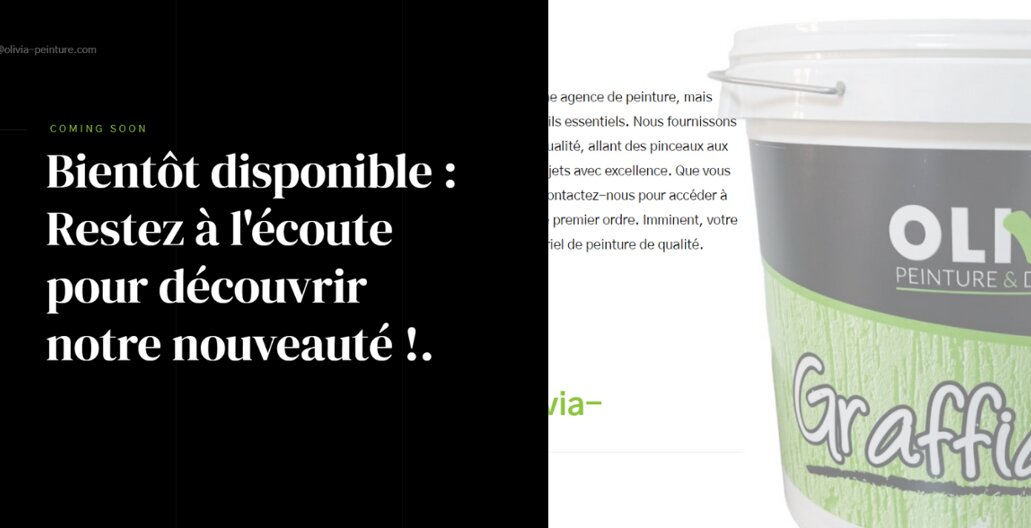 @olivia-peinture.com
COMING SOON
Bientôt disponible :
Restez à l'écoute
pour découvrir
notre nouveauté !.
ne agence de peinture, mais
ils essentiels. Nous fournissons
ualité, allant des pinceaux aux
jets avec excellence. Que vous
ontactez-nous pour accéder à
premier ordre. Imminent, votre
riel de peinture de qualité.
via-
OLIV
PEINTURE & D
Graffia